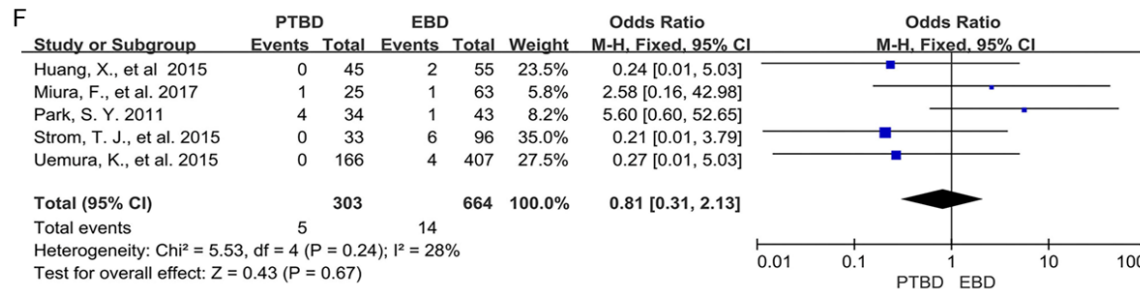 F
PTBD EBD Odds Ratio Odds Ratio
Study or Subgroup Events Total Events Total Weight M-H, Fixed, 95% CI M-H, Fixed, 95% CI
Huang, X., et al 2015 0 45 2 55 23.5% 0.24 [0.01, 5.03]
Miura, F., et al. 2017 1 25 1 63 5.8% 2.58 [0.16, 42.98]
Park, S. Y. 2011 4 34 1 43 8.2% 5.60 [0.60, 52.65]
Strom, T. J., et al. 2015 0 33 6 96 35.0% 0.21 [0.01, 3.79]
Uemura, K., et al. 2015 0 166 4 407 27.5% 0.27 [0.01, 5.03]
Total (95% CI) 303 664 100.0% 0.81 [0.31, 2.13]
Total events 5 14
Heterogeneity: Chi² = 5.53, df = 4 (P = 0.24); I² = 28%
Test for overall effect: Z = 0.43 (P = 0.67)
0.01 0.1 1 10 100
PTBD EBD